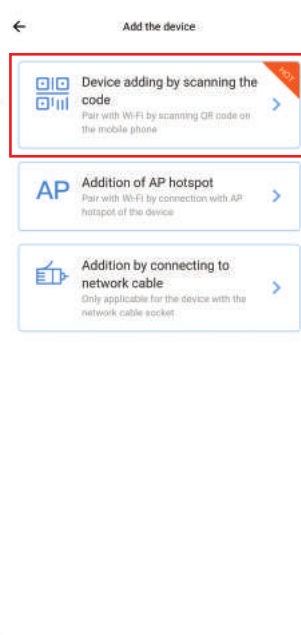 Add the device
HOT
Device adding by scanning the
code
Pair with Wi-Fi by scanning QR code on
the mobile phone
AP
Addition of AP hotspot
Pair with Wi-Fi by connection with AP
hotspot of the device
Addition by connecting to
network cable
Only applicable for the device with the
network cable socket